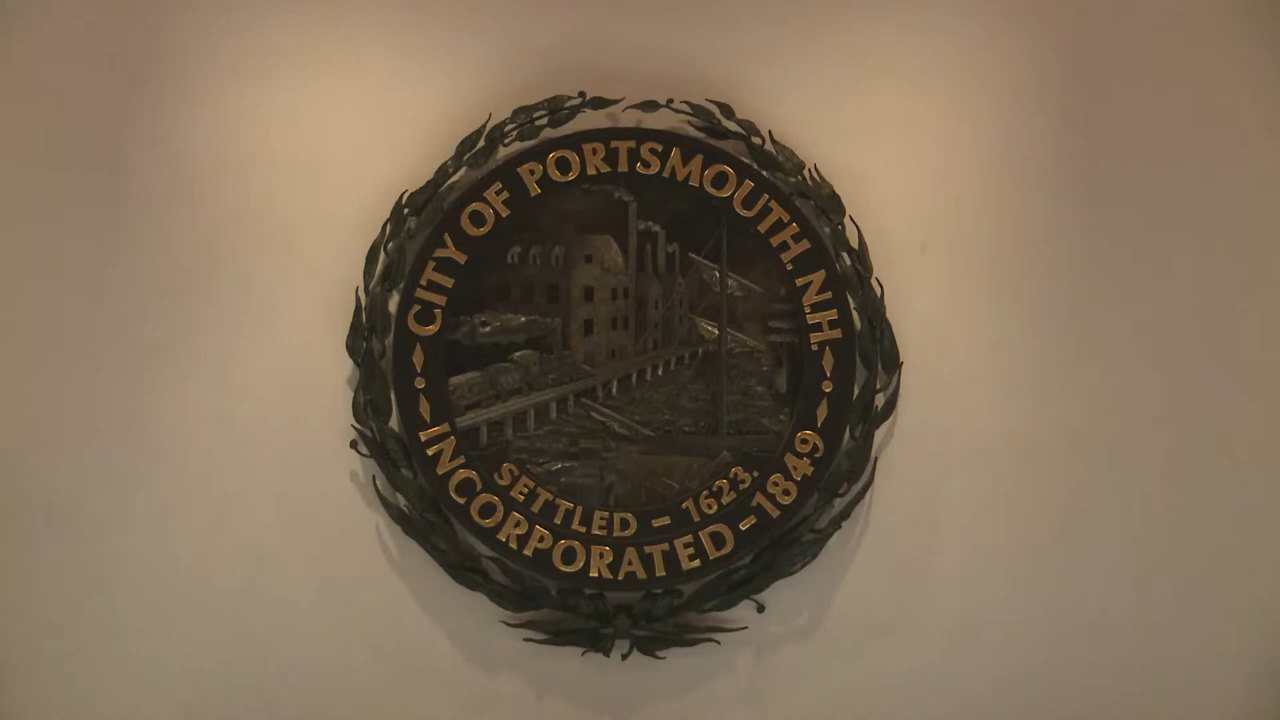 CITY OF PORTSMOUTH. N.H.
SETTLED - 1623.
INCORPORATED - 1849